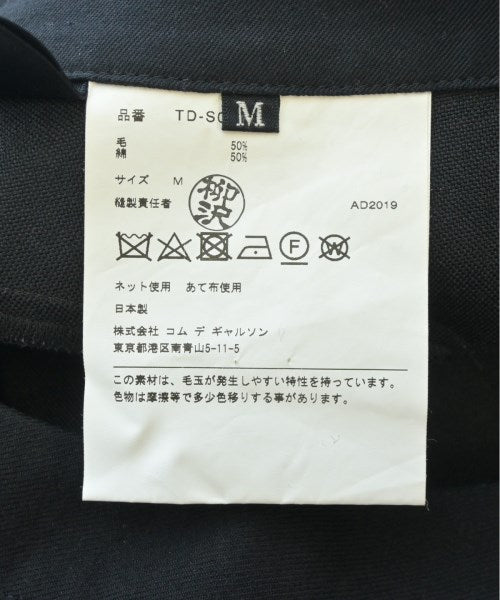 品番 TD-S
M
毛 50%
綿 50%
サイズ M
縫製責任者 柳沢 AD2019
F W
ネット使用 あて布使用
日本製
株式会社 コム デ ギャルソン
東京都港区南青山5-11-5
この素材は、毛玉が発生しやすい特性を持っています。
色物は摩擦等で多少色移りする事があります。